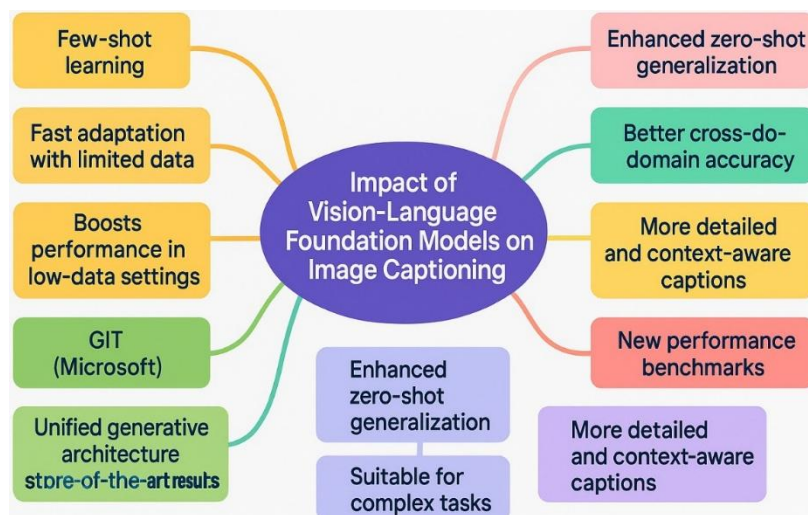 Few-shot
learning
Fast adaptation
with limited data
Boosts
performance in
low-data settings
GIT
(Microsoft)
Unified generative
architecture
store-of-the-art results
Impact of
Vision-Language
Foundation Models on
Image Captioning
Enhanced
zero-shot
generalization
Suitable for
complex tasks
Enhanced zero-shot
generalization
Better cross-do-
domain accuracy
More detailed
and context-aware
captions
New performance
benchmarks
More detailed
and context-aware
captions